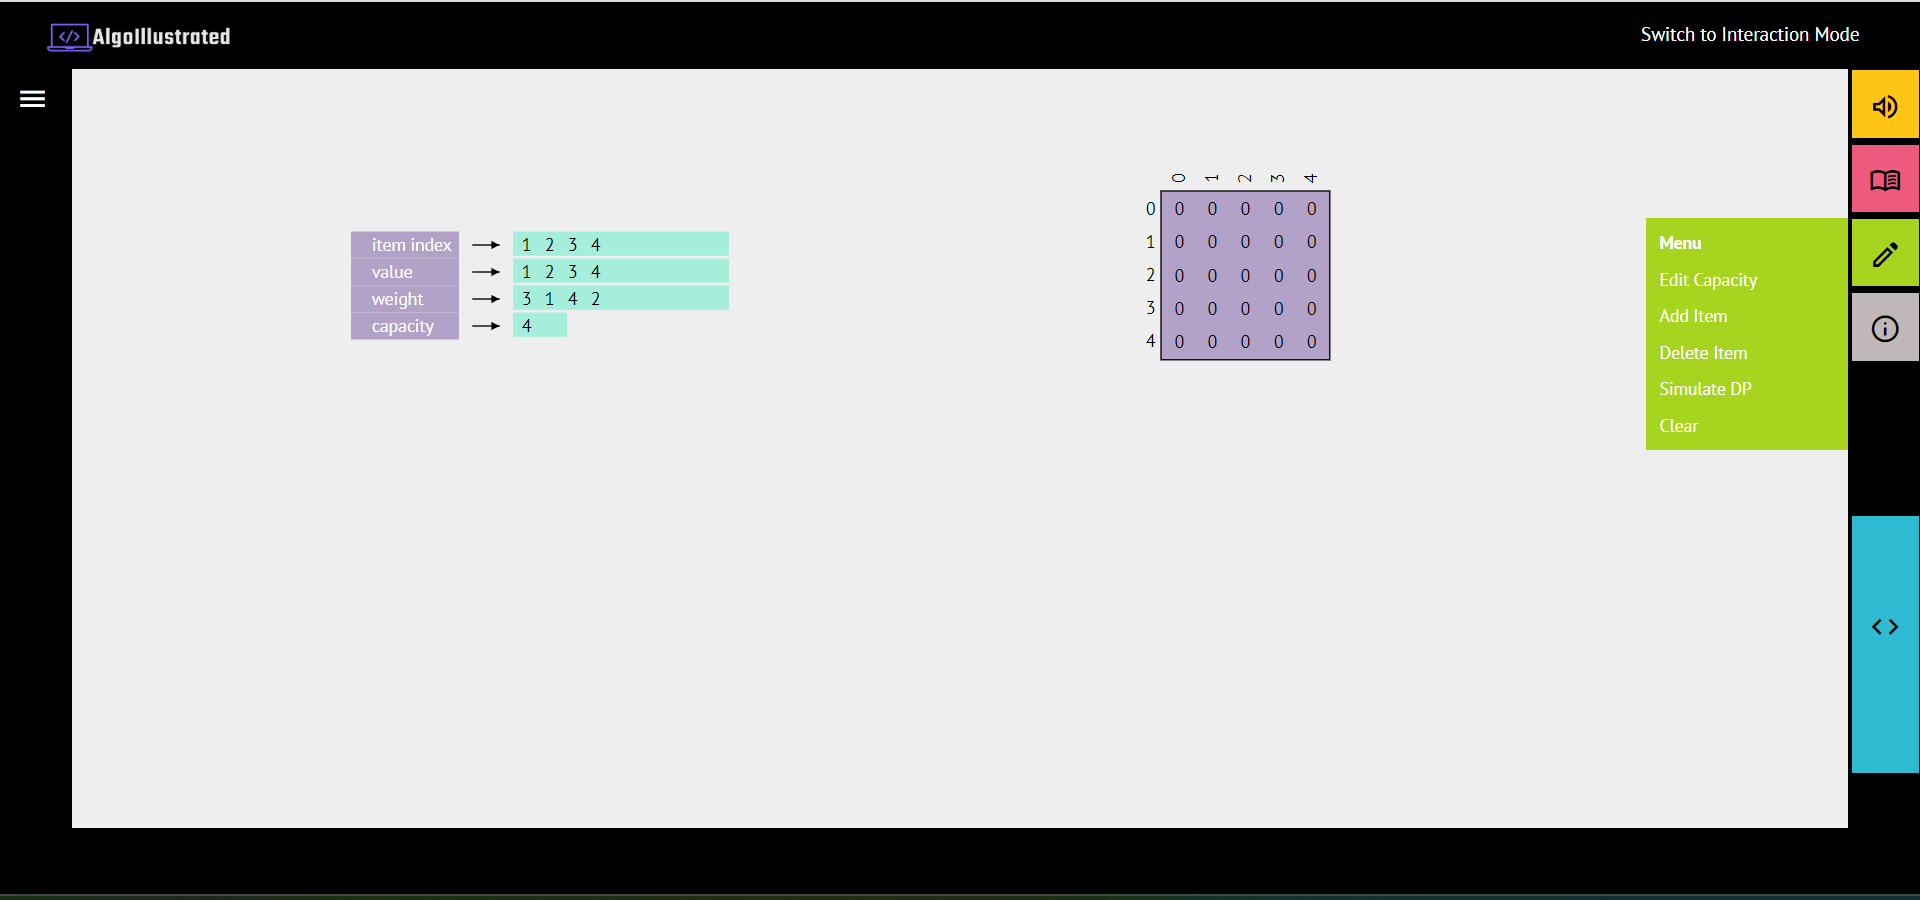 AlgoIllustrated
Switch to Interaction Mode
item index 1 2 3 4
value 1 2 3 4
weight 3 1 4 2
capacity 4
0 1 2 3 4
0 0 0 0 0 0
1 0 0 0 0 0
2 0 0 0 0 0
3 0 0 0 0 0
4 0 0 0 0 0
Menu
Edit Capacity
Add Item
Delete Item
Simulate DP
Clear